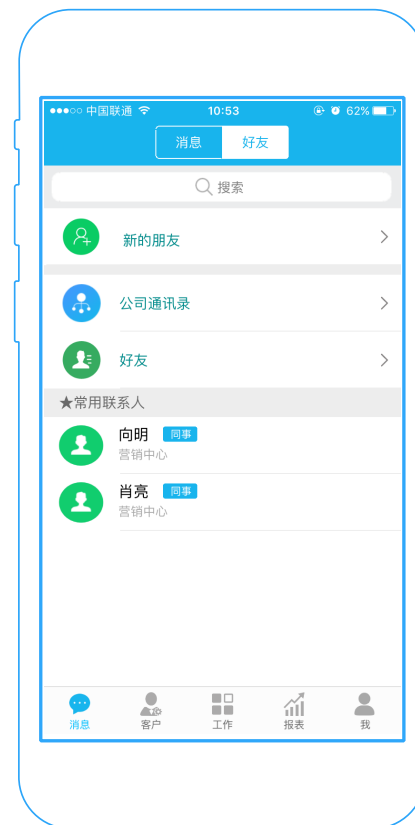 中国联通 10:53 62%
消息 好友
搜索
新的朋友
公司通讯录
好友
★常用联系人
向明 同事
营销中心
肖亮 同事
营销中心
消息 客户 工作 报表 我